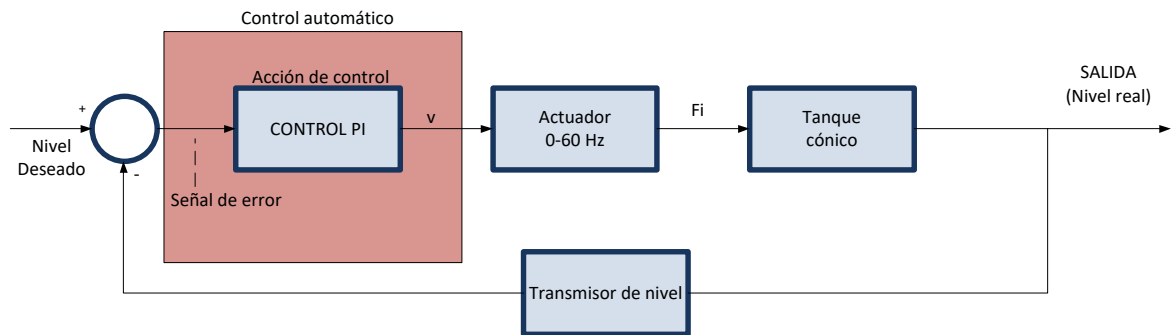 Control automático
SALIDA
(Nivel real)
Acción de control
+
CONTROL PI
v
Actuador
0-60 Hz
Fi
Tanque
cónico
Nivel
Deseado
-
Señal de error
Transmisor de nivel